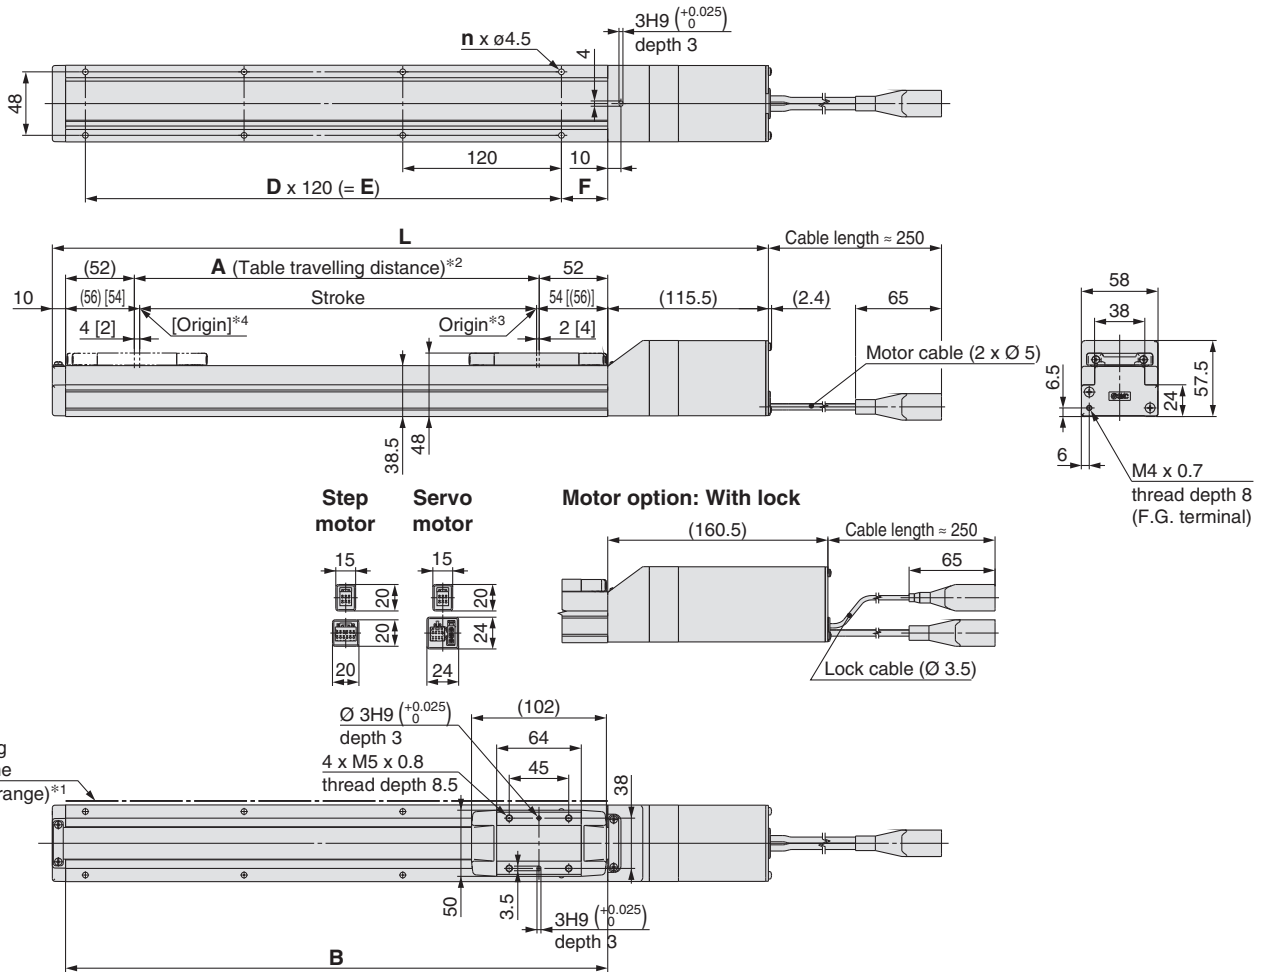 3H9 (+0.025 0)
depth 3
n x ø4.5
4
48
120
10
D x 120 (= E)
F
L
Cable length ≈ 250
(52)
A (Table travelling distance)*2
52
10
(56) [54]
Stroke
54 [(56)]
(115.5)
(2.4)
65
4 [2]
[Origin]*4
Origin*3
2 [4]
Motor cable (2 x Ø 5)
38.5
48
58
38
6.5
24
57.5
6
M4 x 0.7
thread depth 8
(F.G. terminal)
Step
motor
Servo
motor
Motor option: With lock
15
20
20
20
15
20
24
24
(160.5)
Cable length ≈ 250
65
Lock cable (Ø 3.5)
Ø 3H9 (+0.025 0)
depth 3
(102)
64
4 x M5 x 0.8
thread depth 8.5
45
38
g
ne
range)*1
50
3.5
3H9 (+0.025 0)
depth 3
B